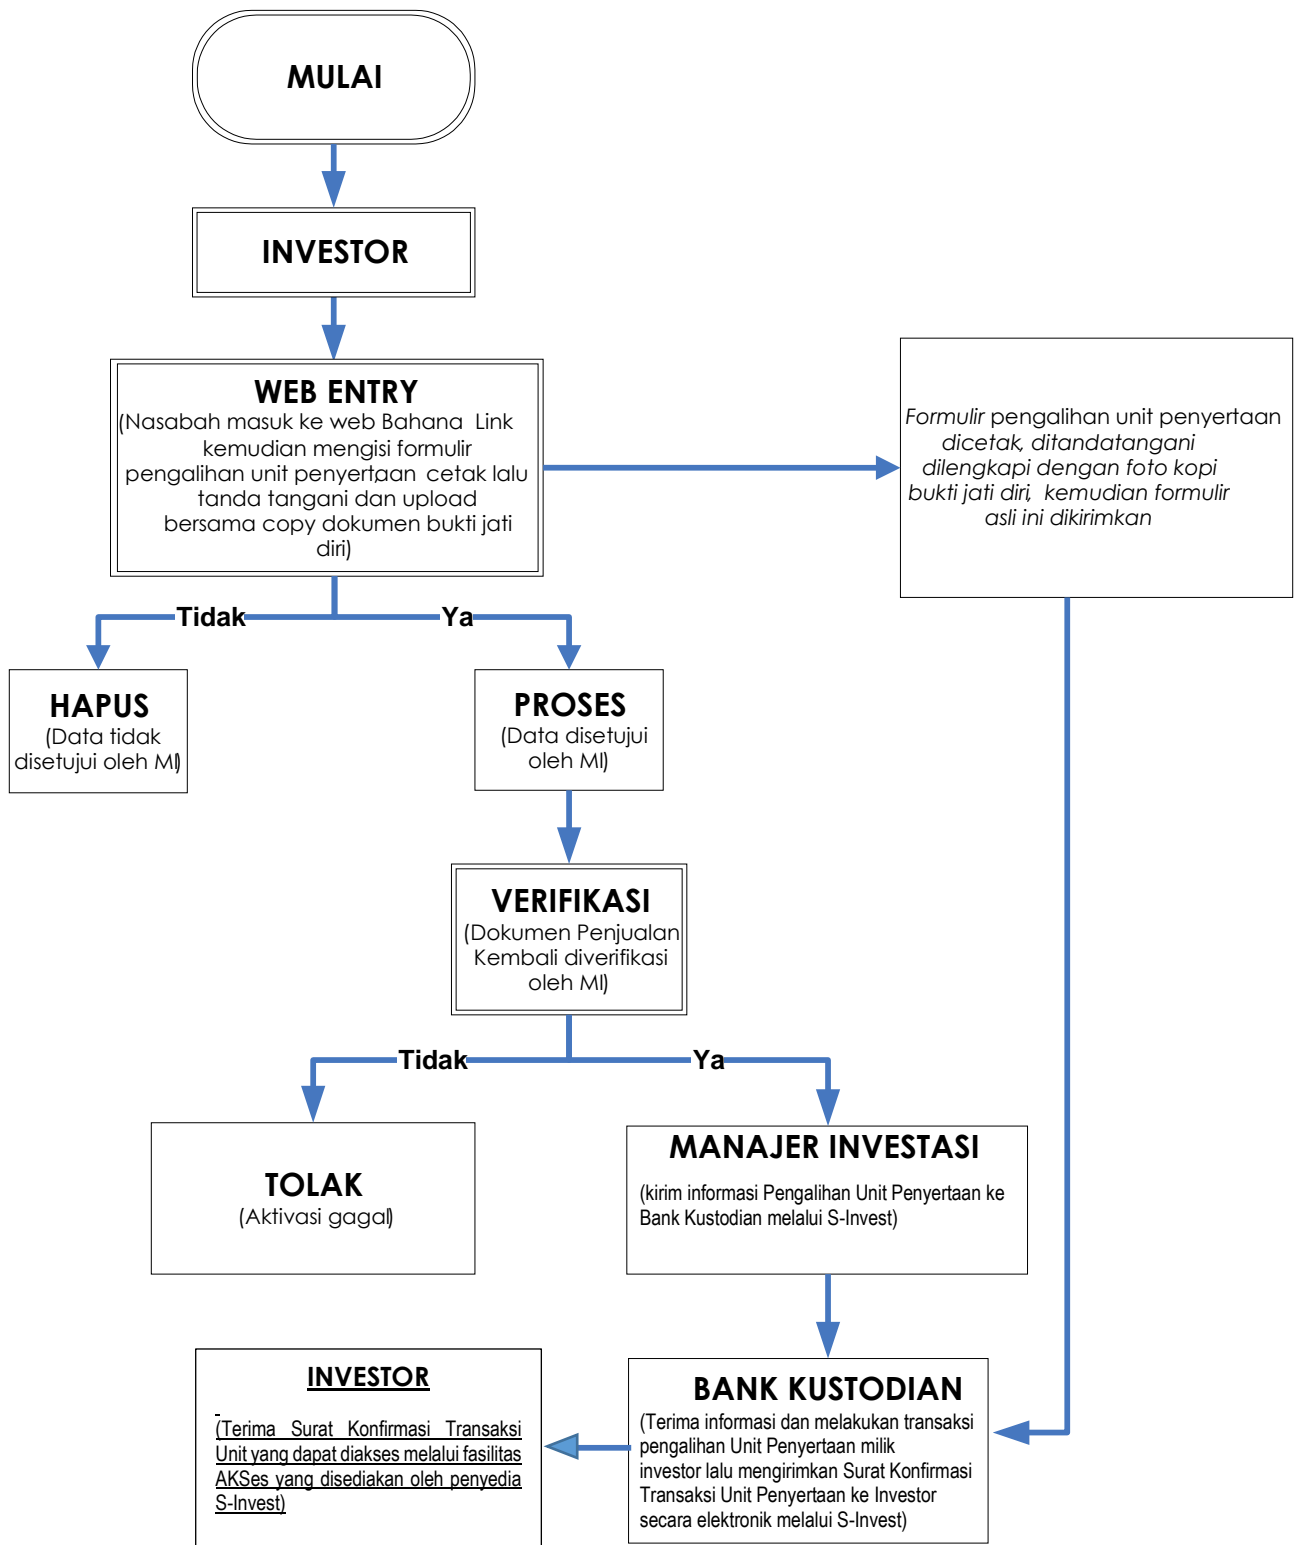 MULAI
INVESTOR
WEB ENTRY
(Nasabah masuk ke web Bahana Link
kemudian mengisi formulir
pengalihan unit penyertaan, cetak lalu
tanda tangani dan upload
bersama copy dokumen bukti jati
diri)
Formulir pengalihan unit penyertaan
dicetak, ditandatangani
dilengkapi dengan foto kopi
bukti jati diri, kemudian formulir
asli ini dikirimkan
Tidak
Ya
HAPUS
(Data tidak
disetujui oleh MI)
PROSES
(Data disetujui
oleh MI)
VERIFIKASI
(Dokumen Penjualan
Kembali diverifikasi
oleh MI)
Tidak
Ya
TOLAK
(Aktivasi gagal)
MANAJER INVESTASI
(kirim informasi Pengalihan Unit Penyertaan ke
Bank Kustodian melalui S-Invest)
INVESTOR
(Terima Surat Konfirmasi Transaksi
Unit yang dapat diakses melalui fasilitas
AKSes yang disediakan oleh penyedia
S-Invest)
BANK KUSTODIAN
(Terima informasi dan melakukan transaksi
pengalihan Unit Penyertaan milik
investor lalu mengirimkan Surat Konfirmasi
Transaksi Unit Penyertaan ke Investor
secara elektronik melalui S-Invest)